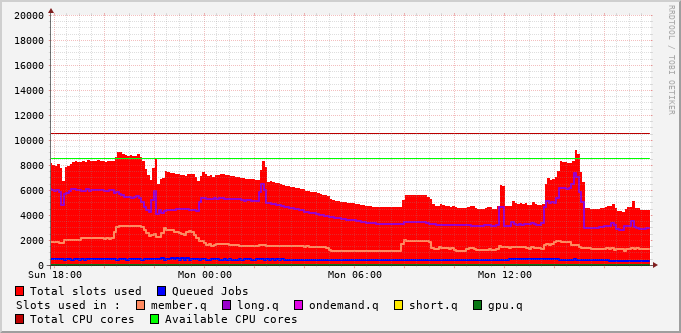 20000
18000
16000
14000
12000
10000
8000
6000
4000
2000
0
Sun 18:00 Mon 00:00 Mon 06:00 Mon 12:00
Total slots used Queued Jobs
Slots used in : member.q long.q ondemand.q short.q gpu.q
Total CPU cores Available CPU cores
RRDTOOL / TOBI OETIKER